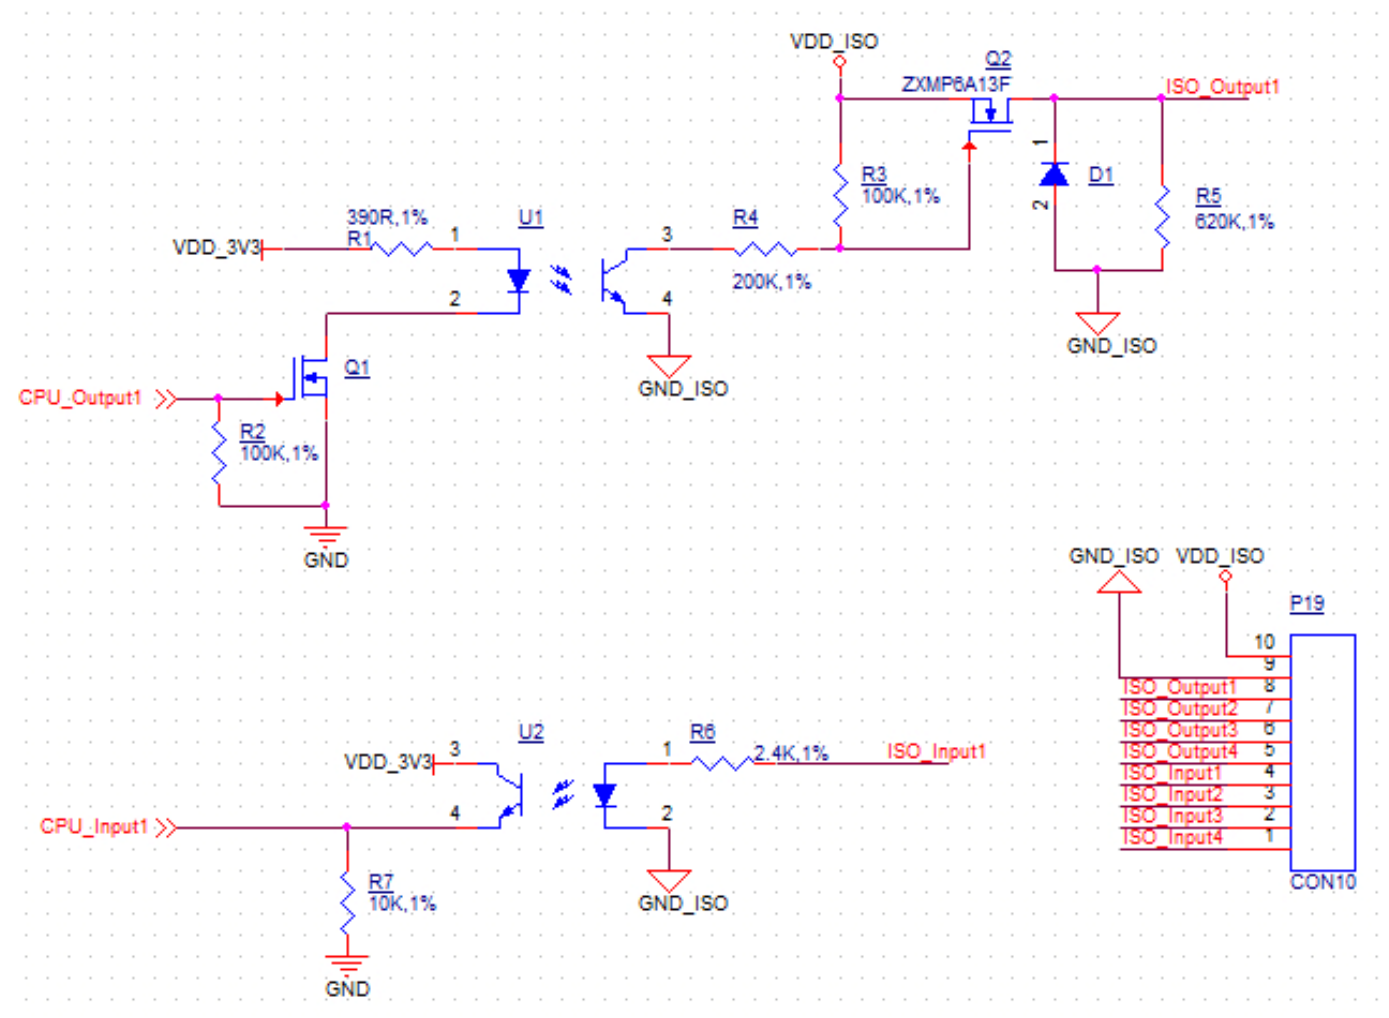 VDD_ISO
Q2
ZXMP6A13F
ISO_Output1
1
D1
2
R3
100K,1%
R5
620K,1%
GND_ISO
390R,1%
R1
VDD_3V3
1
U1
2
3
R4
200K,1%
4
GND_ISO
Q1
CPU_Output1
R2
100K,1%
GND
GND_ISO
VDD_ISO
P19
10
9
ISO_Output1 8
ISO_Output2 7
ISO_Output3 6
ISO_Output4 5
ISO_Input1 4
ISO_Input2 3
ISO_Input3 2
ISO_Input4 1
CON10
U2
VDD_3V3
3
4
CPU_Input1
1
R6
2.4K,1%
ISO_Input1
2
GND_ISO
R7
10K,1%
GND